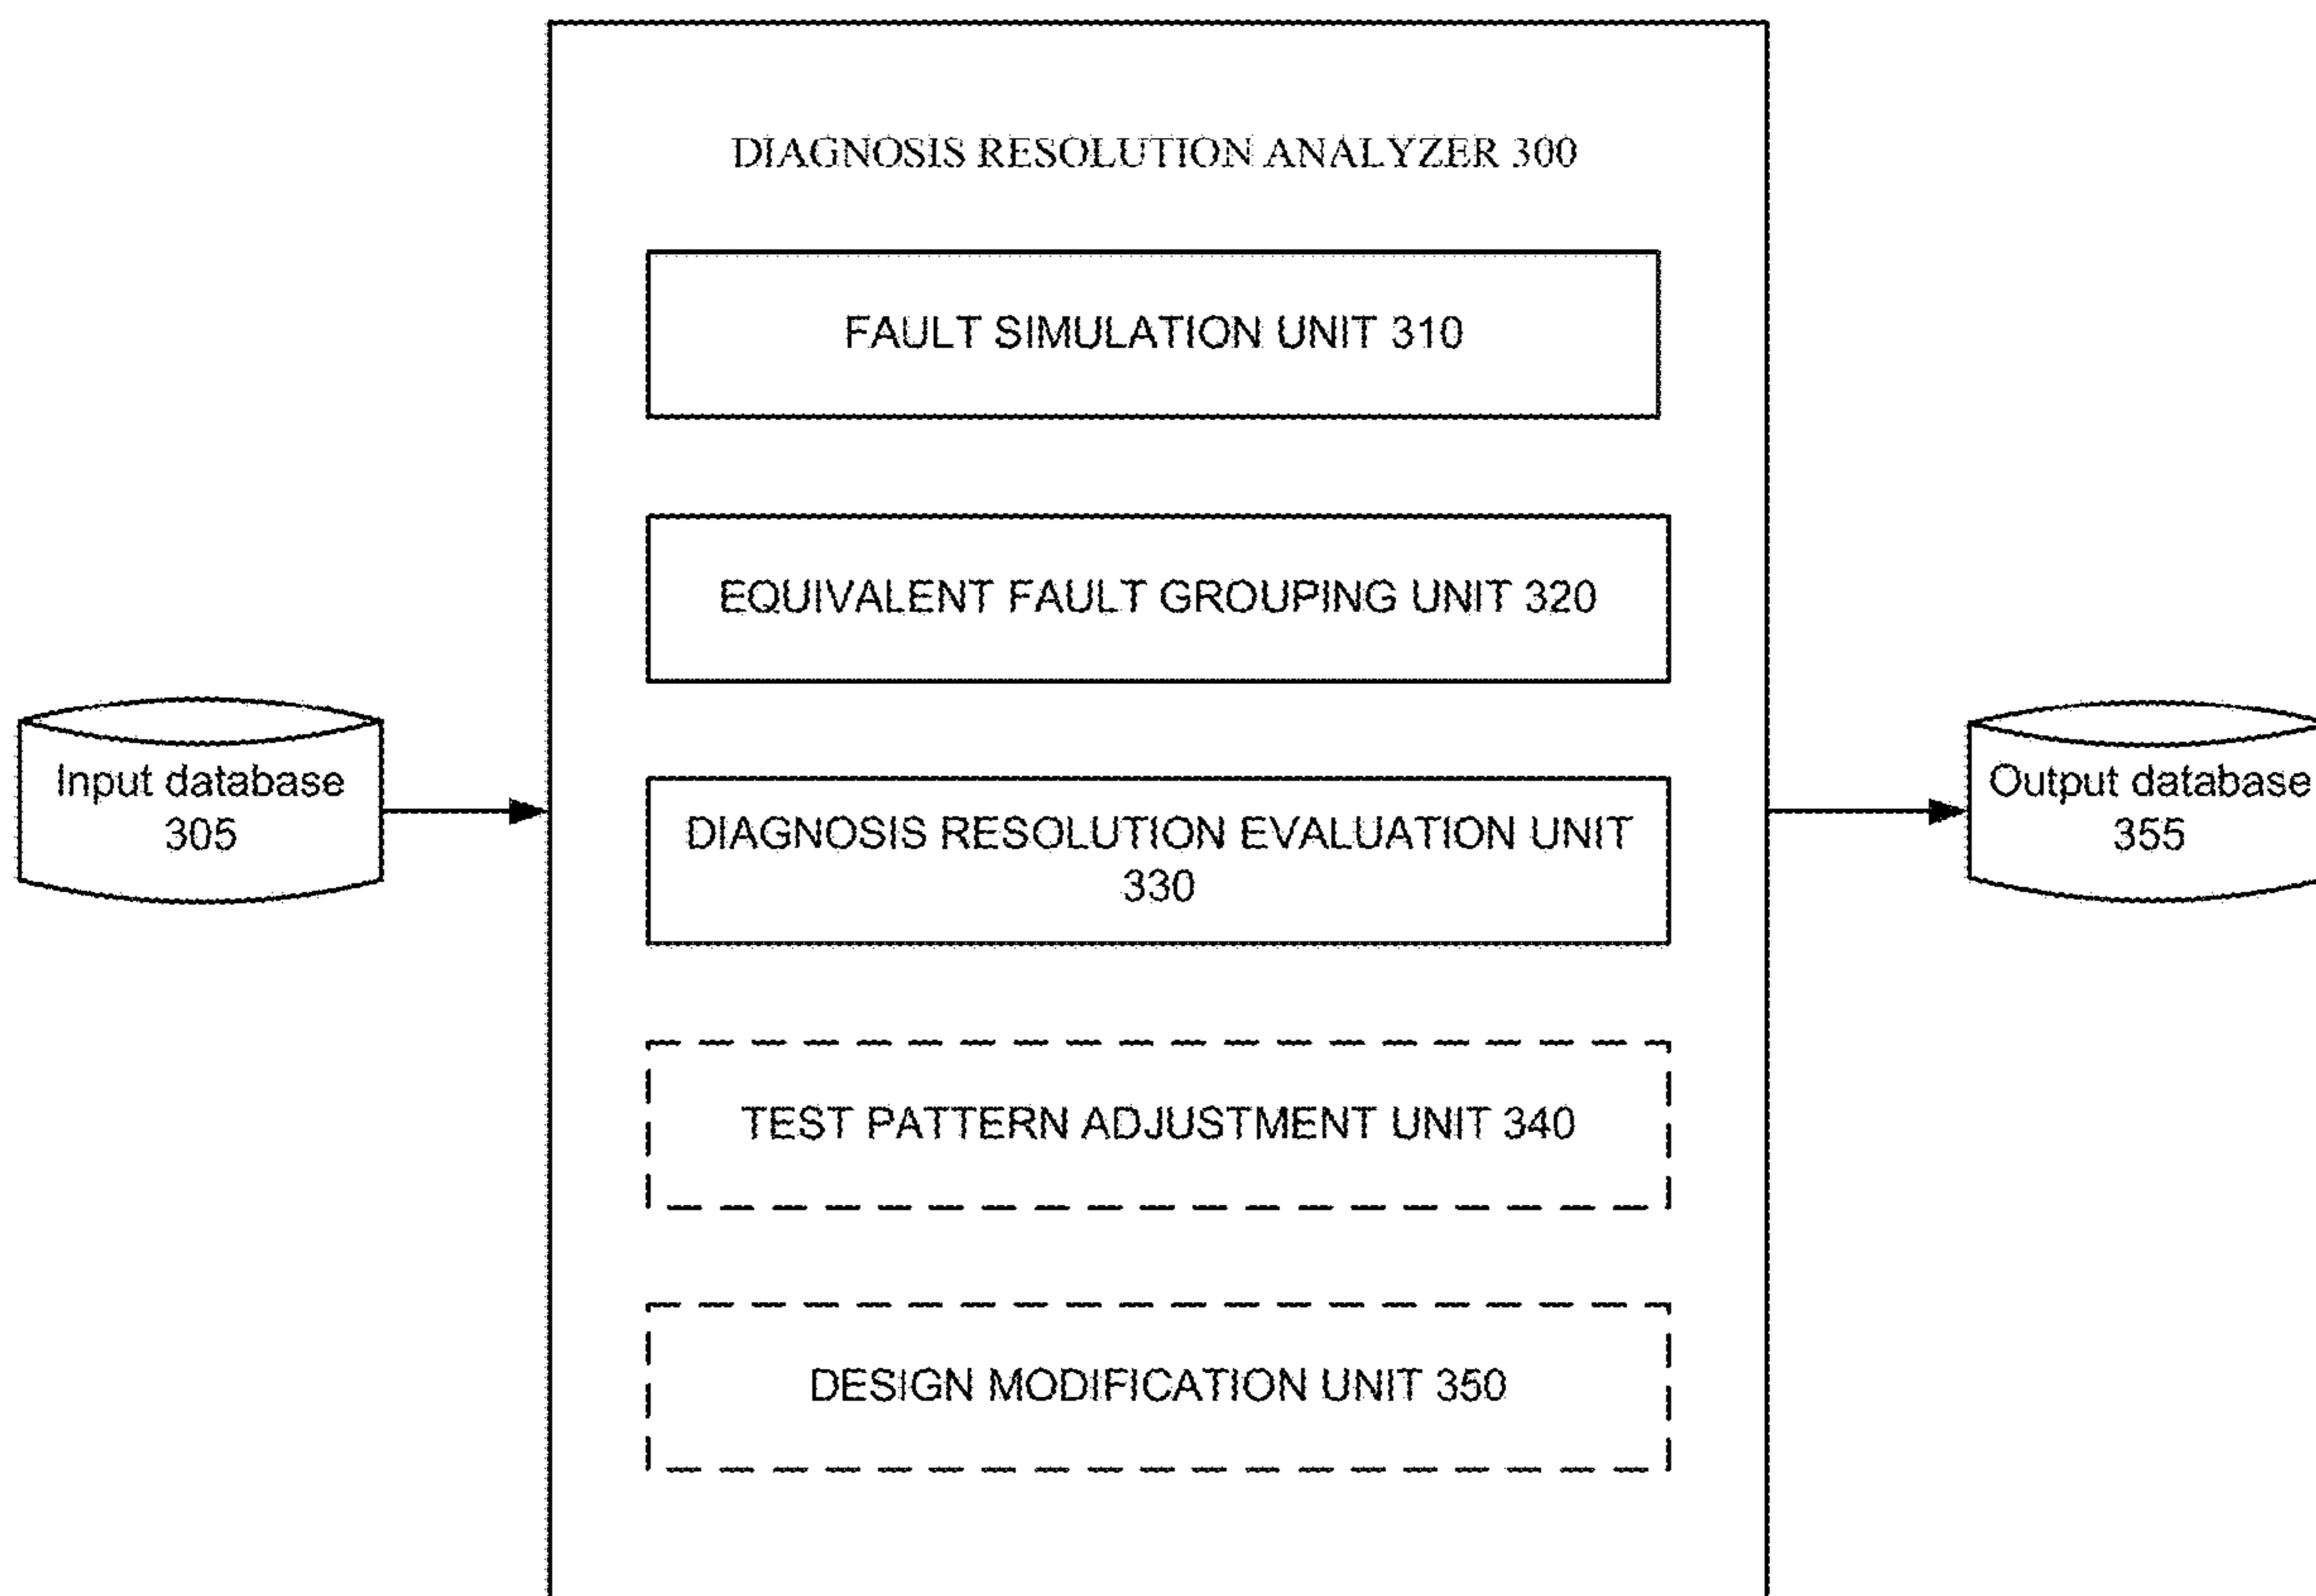 DIAGNOSIS RESOLUTION ANALYZER 300
FAULT SIMULATION UNIT 310
EQUIVALENT FAULT GROUPING UNIT 320
Input database
305
DIAGNOSIS RESOLUTION EVALUATION UNIT
330
Output database
355
TEST PATTERN ADJUSTMENT UNIT 340
DESIGN MODIFICATION UNIT 350